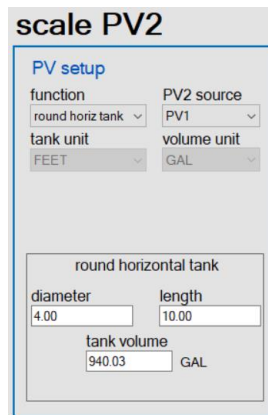 scale PV2
PV setup
function PV2 source
round horiz tank PV1
tank unit volume unit
FEET GAL
round horizontal tank
diameter length
4.00 10.00
tank volume
940.03 GAL